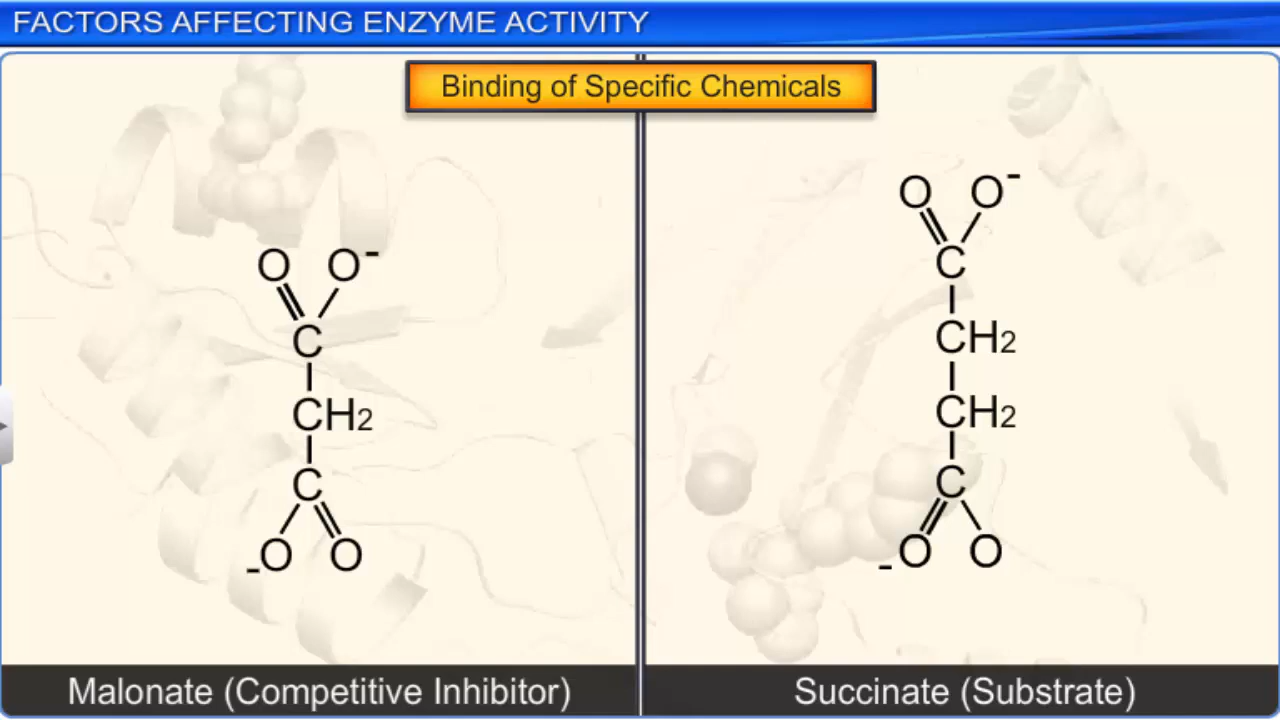 FACTORS AFFECTING ENZYME ACTIVITY
Binding of Specific Chemicals
O O-
C
CH2
C
-O O
O O-
C
CH2
CH2
C
-O O
Malonate (Competitive Inhibitor)
Succinate (Substrate)